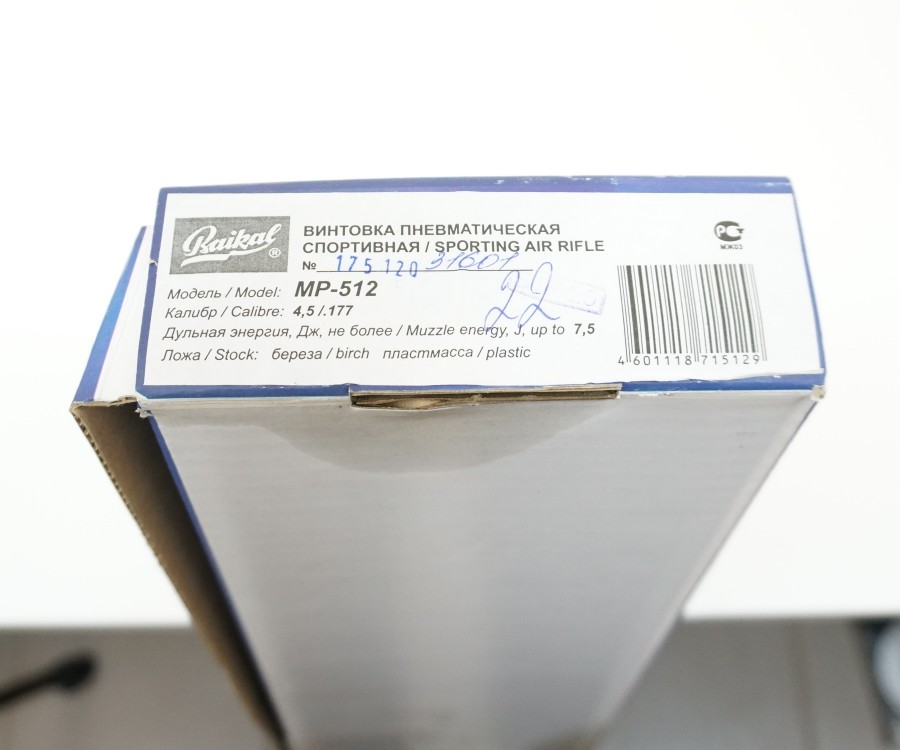 Baikal®
ВИНТОВКА ПНЕВМАТИЧЕСКАЯ
СПОРТИВНАЯ / SPORTING AIR RIFLE
№ 175 120 31601
Модель / Model: MP-512
22
Калибр / Calibre: 4,5 /.177
Дульная энергия, Дж, не более / Muzzle energy, J, up to 7,5
Ложа / Stock: береза / birch пластмасса / plastic
РСТ
МЖ03
4 601118 715129